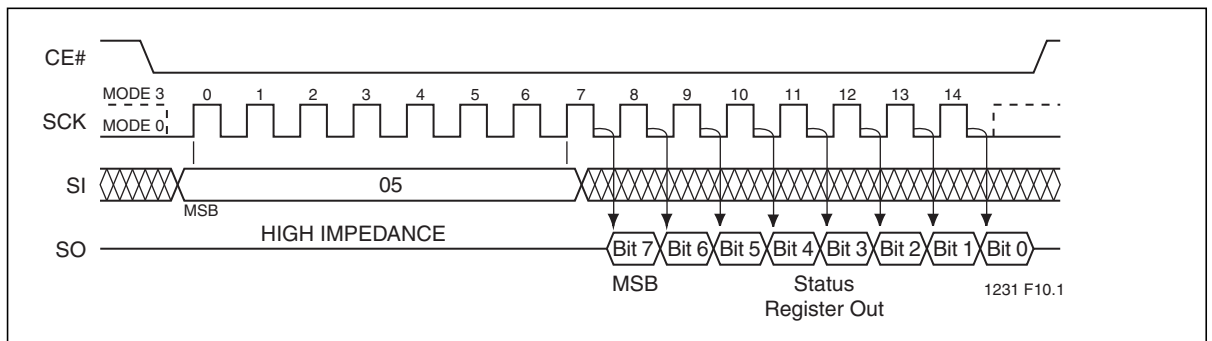 CE#
MODE 3
0 1 2 3 4 5 6 7 8 9 10 11 12 13 14
SCK
MODE 0
SI
05
MSB
HIGH IMPEDANCE
SO
Bit 7 Bit 6 Bit 5 Bit 4 Bit 3 Bit 2 Bit 1 Bit 0
MSB
Status
Register Out
1231 F10.1